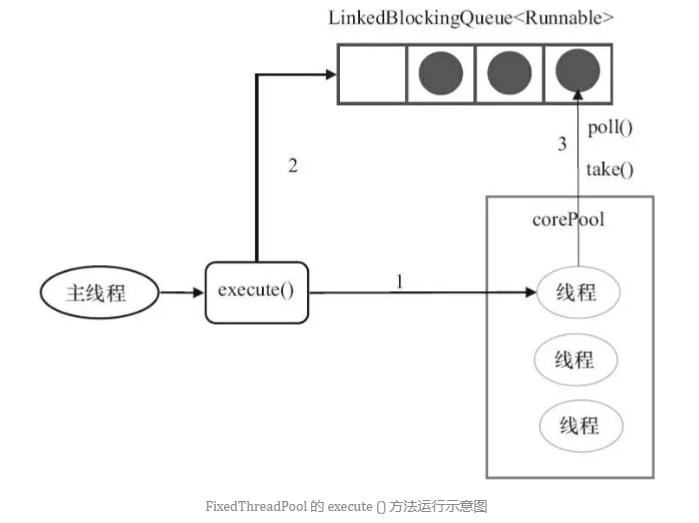 LinkedBlockingQueue<Runnable>
poll()
3
2
take()
corePool
主线程
execute()
1
线程
线程
线程
FixedThreadPool 的 execute () 方法运行示意图